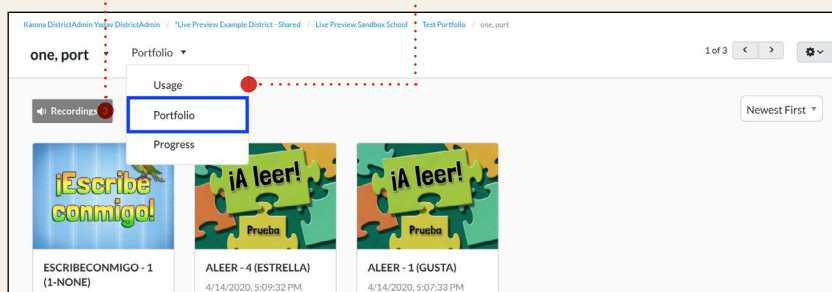 Kamna DistrictAdmin Yadav DistrictAdmin / *Live Preview Example District - Shared / Live Preview Sandbox School / Test Portfolio / one, port
one, port ▾ Portfolio ▾ 1 of 3 < >
Usage
Recordings 3 Portfolio Newest First ▾
Progress
¡Escribe
conmigo!
¡A leer!
Prueba
¡A leer!
Prueba
ESCRIBECONMIGO - 1
(1-NONE)
ALEER - 4 (ESTRELLA)
4/14/2020, 5:09:32 PM
ALEER - 1 (GUSTA)
4/14/2020, 5:07:33 PM